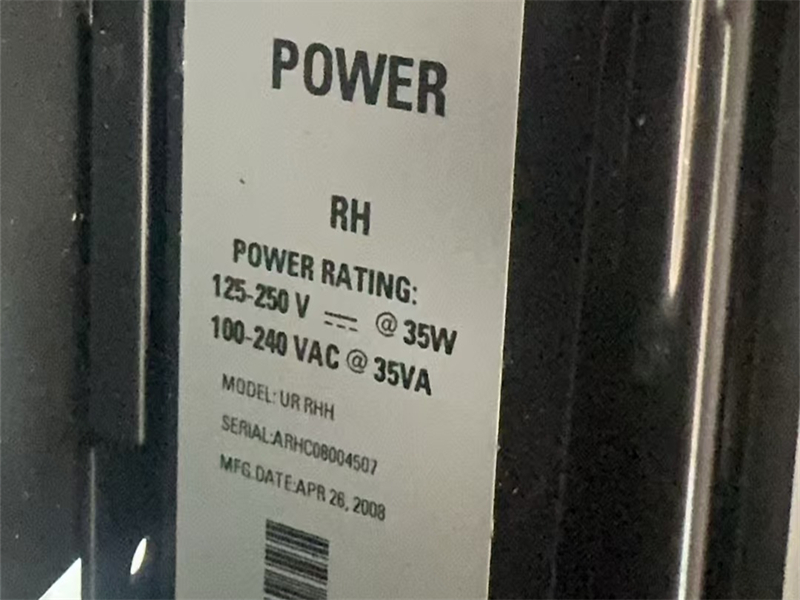 POWER
RH
POWER RATING:
125-250 V ⎓ @ 35W
100-240 VAC @ 35VA
MODEL: UR RHH
SERIAL:ARHC08004507
MFG.DATE:APR 26, 2008